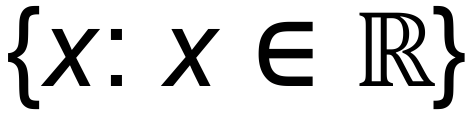 {x: x ∈ ℝ}